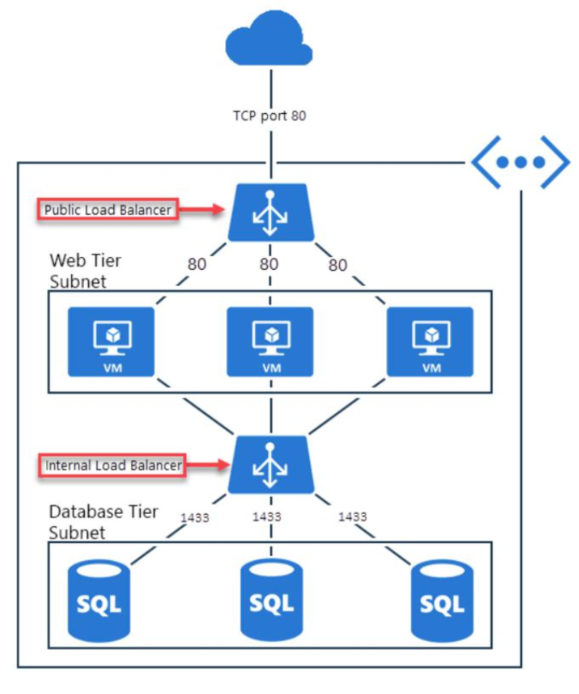 TCP port 80
Public Load Balancer
Web Tier
Subnet
80
80
80
VM
VM
VM
Internal Load Balancer
Database Tier
Subnet
1433
1433
1433
SQL
SQL
SQL